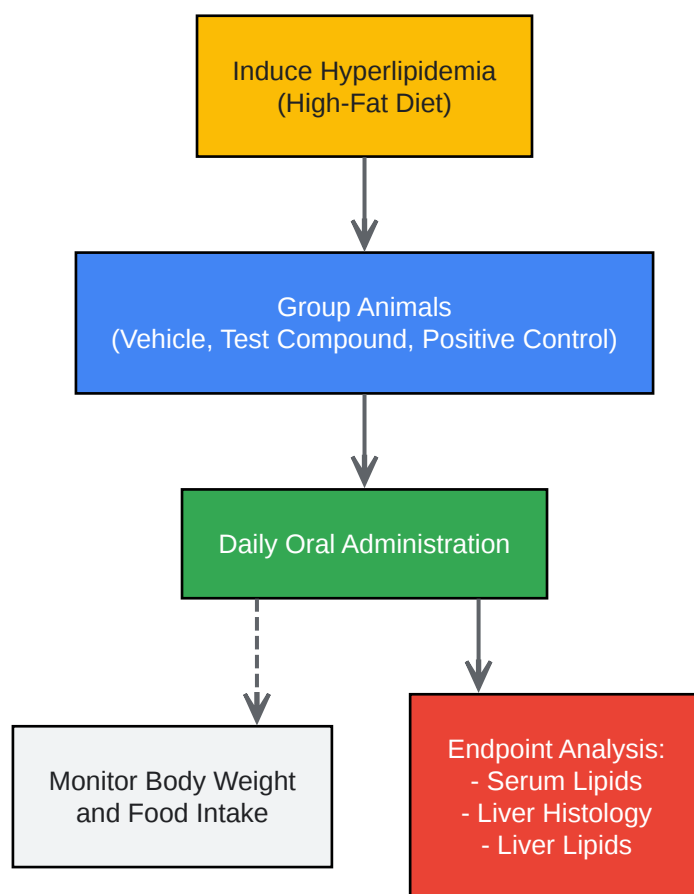 Induce Hyperlipidemia
(High-Fat Diet)
Group Animals
(Vehicle, Test Compound, Positive Control)
Daily Oral Administration
Monitor Body Weight
and Food Intake
Endpoint Analysis:
- Serum Lipids
- Liver Histology
- Liver Lipids